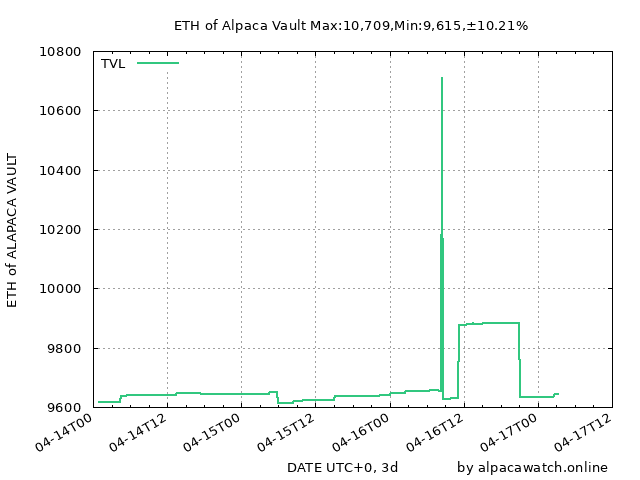 ETH of Alpaca Vault Max:10,709,Min:9,615,±10.21%
TVL
10800
10600
10400
10200
10000
9800
9600
ETH of ALAPACA VAULT
04-14T00
04-14T12
04-15T00
04-15T12
04-16T00
04-16T12
04-17T00
04-17T12
DATE UTC+0, 3d
by alpacawatch.online